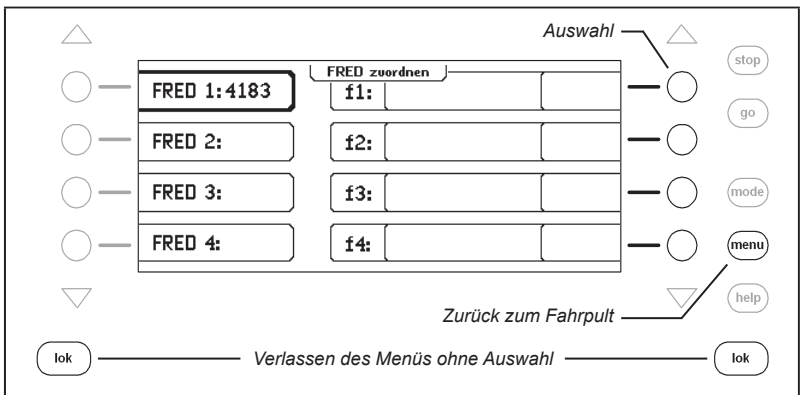 Auswahl
stop
FRED zuordnen
FRED 1:4183
f1:
go
FRED 2:
f2:
FRED 3:
f3:
mode
FRED 4:
f4:
menu
help
Zurück zum Fahrpult
lok
Verlassen des Menüs ohne Auswahl
lok